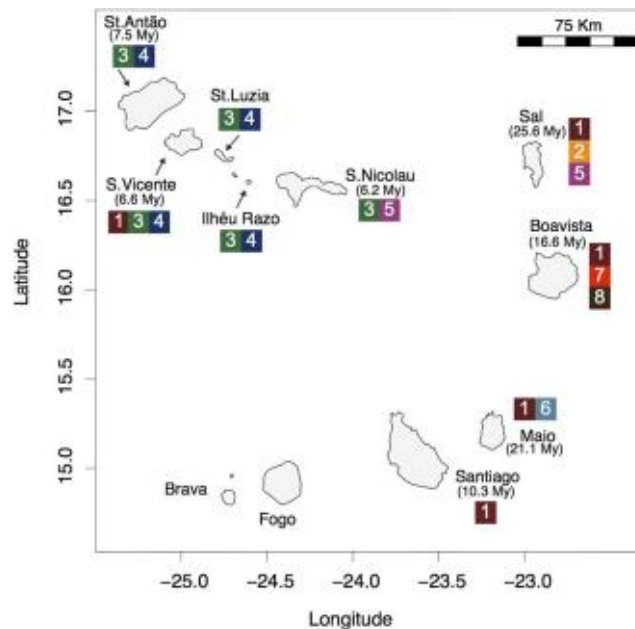 St.Antão
(7.5 My)
3 4
75 Km
St.Luzia
3 4
Sal
(25.6 My)
1
2
5
S.Vicente
(6.6 My)
1 3 4
Ilhéu Razo
3 4
S.Nicolau
(6.2 My)
3 5
Boavista
(16.6 My)
1
7
8
1 6
Maio
(21.1 My)
Santiago
(10.3 My)
1
Brava
Fogo
Latitude
17.0
16.5
16.0
15.5
15.0
−25.0 −24.5 −24.0 −23.5 −23.0
Longitude